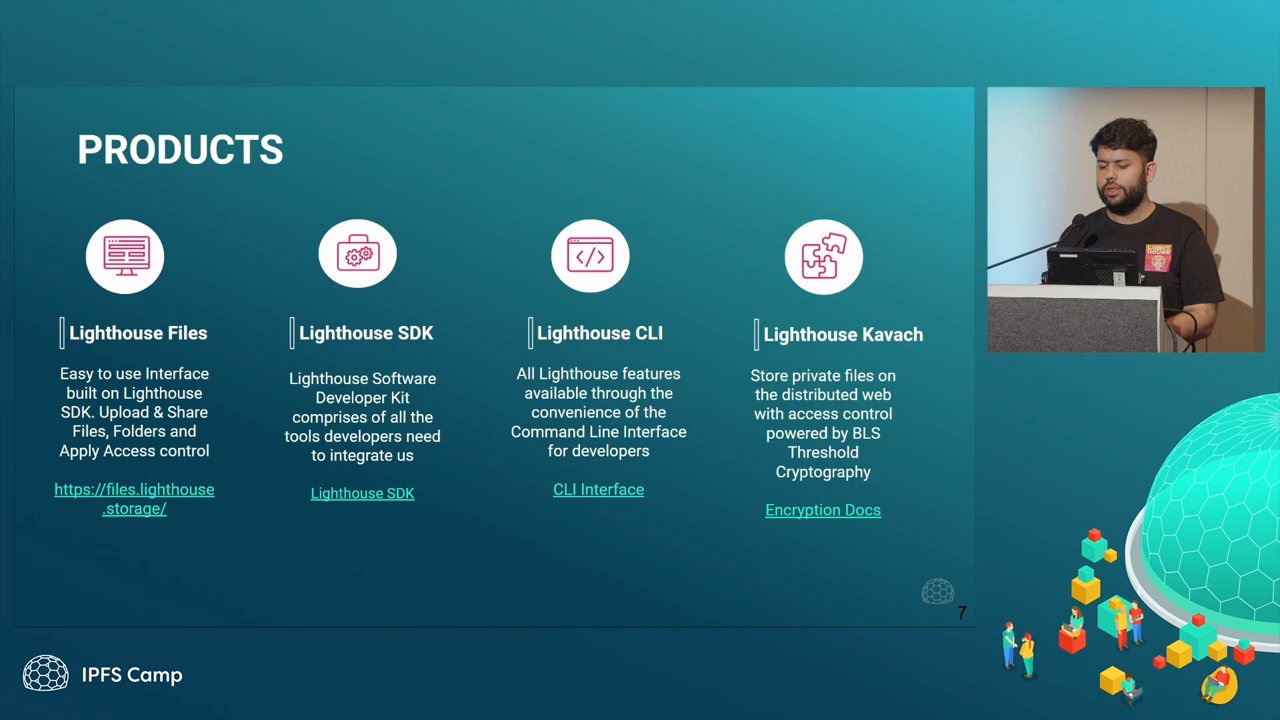 PRODUCTS
Lighthouse Files
Easy to use Interface
built on Lighthouse
SDK. Upload & Share
Files, Folders and
Apply Access control
https://files.lighthouse
.storage/
Lighthouse SDK
Lighthouse Software
Developer Kit
comprises of all the
tools developers need
to integrate us
Lighthouse SDK
Lighthouse CLI
All Lighthouse features
available through the
convenience of the
Command Line Interface
for developers
CLI Interface
Lighthouse Kavach
Store private files on
the distributed web
with access control
powered by BLS
Threshold
Cryptography
Encryption Docs
7
LIGHT
HOUSE
IPFS Camp